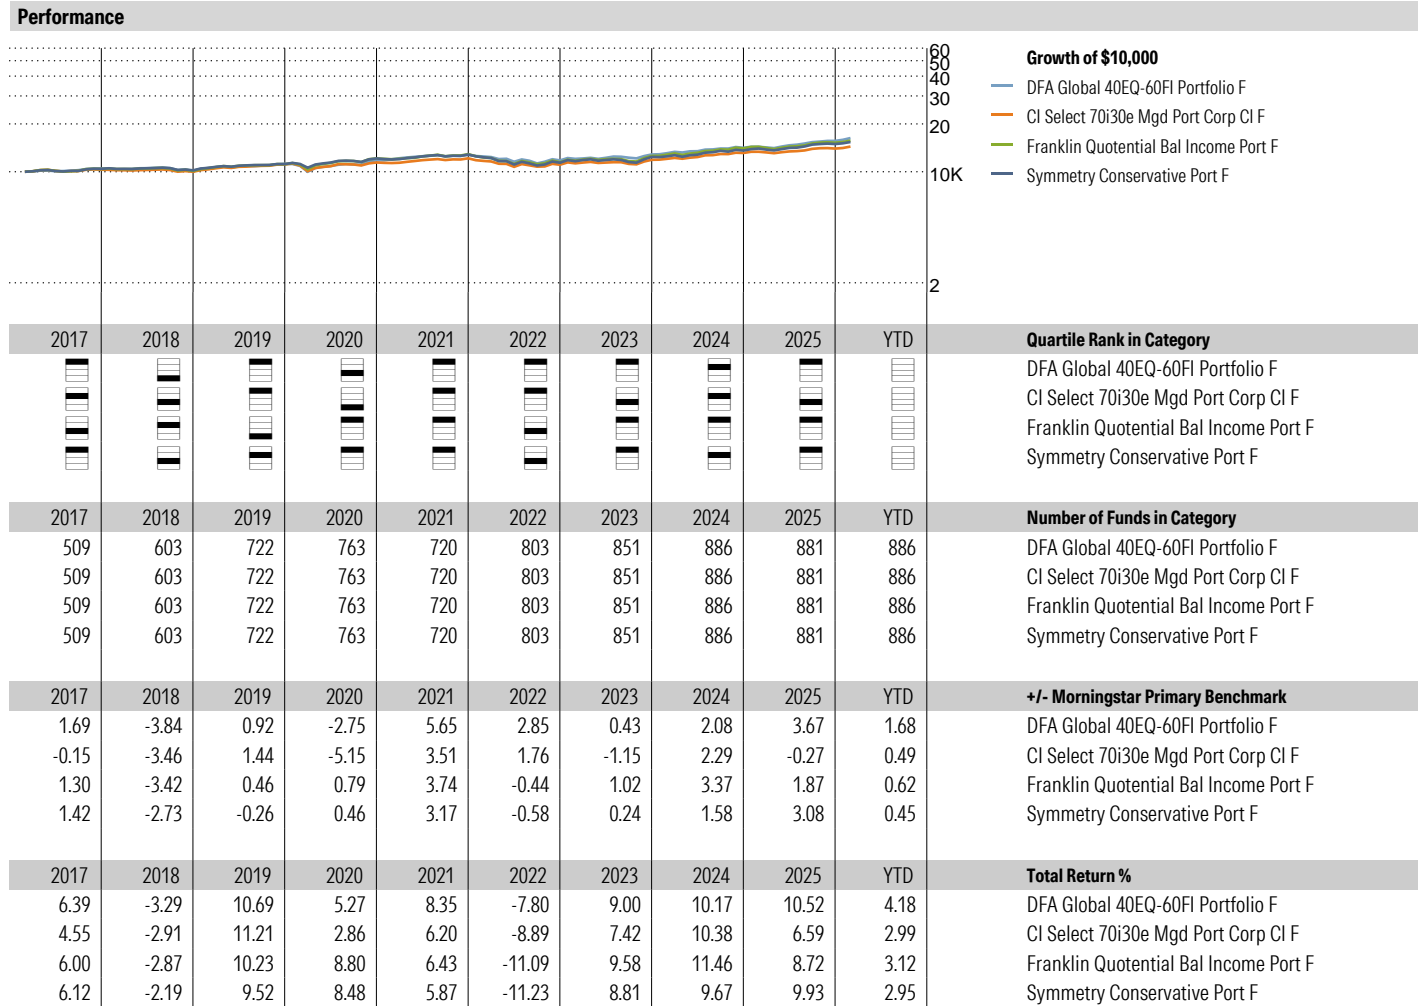 Performance
60
50
40
30
20
10K
2
Growth of $10,000
DFA Global 40EQ-60FI Portfolio F
CI Select 70i30e Mgd Port Corp Cl F
Franklin Quotential Bal Income Port F
Symmetry Conservative Port F
2017 2018 2019 2020 2021 2022 2023 2024 2025 YTD Quartile Rank in Category
DFA Global 40EQ-60FI Portfolio F
CI Select 70i30e Mgd Port Corp Cl F
Franklin Quotential Bal Income Port F
Symmetry Conservative Port F
2017 2018 2019 2020 2021 2022 2023 2024 2025 YTD Number of Funds in Category
509 603 722 763 720 803 851 886 881 886 DFA Global 40EQ-60FI Portfolio F
509 603 722 763 720 803 851 886 881 886 CI Select 70i30e Mgd Port Corp Cl F
509 603 722 763 720 803 851 886 881 886 Franklin Quotential Bal Income Port F
509 603 722 763 720 803 851 886 881 886 Symmetry Conservative Port F
2017 2018 2019 2020 2021 2022 2023 2024 2025 YTD +/- Morningstar Primary Benchmark
1.69 -3.84 0.92 -2.75 5.65 2.85 0.43 2.08 3.67 1.68 DFA Global 40EQ-60FI Portfolio F
-0.15 -3.46 1.44 -5.15 3.51 1.76 -1.15 2.29 -0.27 0.49 CI Select 70i30e Mgd Port Corp Cl F
1.30 -3.42 0.46 0.79 3.74 -0.44 1.02 3.37 1.87 0.62 Franklin Quotential Bal Income Port F
1.42 -2.73 -0.26 0.46 3.17 -0.58 0.24 1.58 3.08 0.45 Symmetry Conservative Port F
2017 2018 2019 2020 2021 2022 2023 2024 2025 YTD Total Return %
6.39 -3.29 10.69 5.27 8.35 -7.80 9.00 10.17 10.52 4.18 DFA Global 40EQ-60FI Portfolio F
4.55 -2.91 11.21 2.86 6.20 -8.89 7.42 10.38 6.59 2.99 CI Select 70i30e Mgd Port Corp Cl F
6.00 -2.87 10.23 8.80 6.43 -11.09 9.58 11.46 8.72 3.12 Franklin Quotential Bal Income Port F
6.12 -2.19 9.52 8.48 5.87 -11.23 8.81 9.67 9.93 2.95 Symmetry Conservative Port F